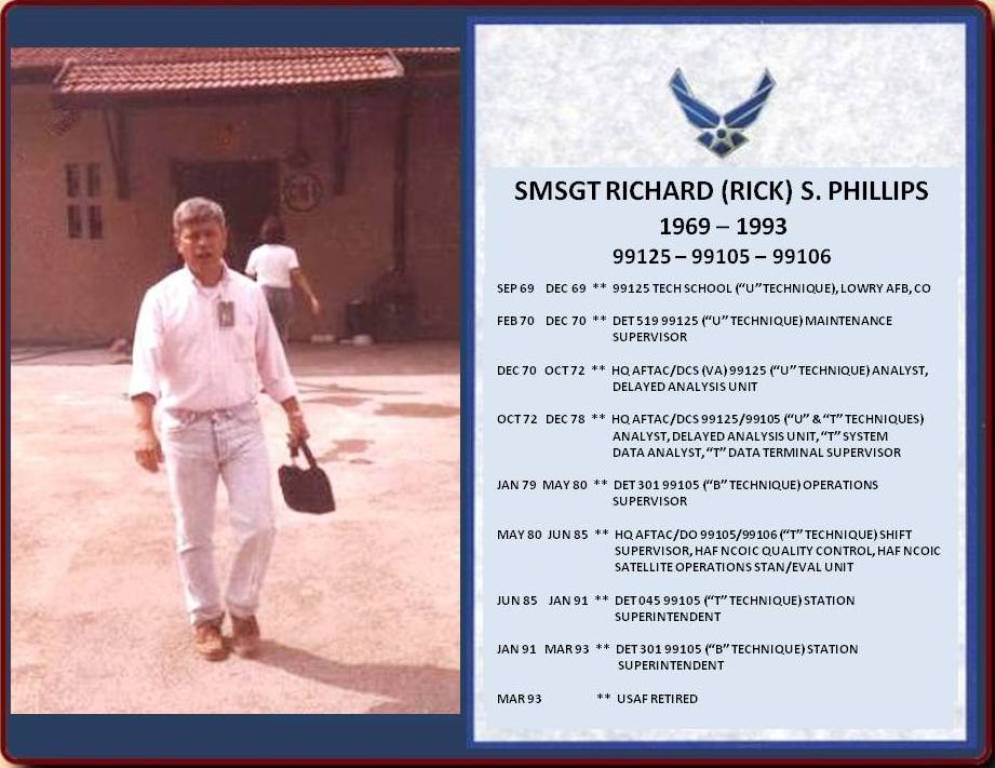 SMSGT RICHARD (RICK) S. PHILLIPS
1969 – 1993
99125 – 99105 – 99106
SEP 69 DEC 69 ** 99125 TECH SCHOOL (“U” TECHNIQUE), LOWRY AFB, CO
FEB 70 DEC 70 ** DET 519 99125 (“U” TECHNIQUE) MAINTENANCE
SUPERVISOR
DEC 70 OCT 72 ** HQ AFTAC/DCS (VA) 99125 (“U” TECHNIQUE) ANALYST,
DELAYED ANALYSIS UNIT
OCT 72 DEC 78 ** HQ AFTAC/DCS 99125/99105 (“U” & “T” TECHNIQUES)
ANALYST, DELAYED ANALYSIS UNIT, “T” SYSTEM
DATA ANALYST, “T” DATA TERMINAL SUPERVISOR
JAN 79 MAY 80 ** DET 301 99105 (“B” TECHNIQUE) OPERATIONS
SUPERVISOR
MAY 80 JUN 85 ** HQ AFTAC/DO 99105/99106 (“T” TECHNIQUE) SHIFT
SUPERVISOR, HAF NCOIC QUALITY CONTROL, HAF NCOIC
SATELLITE OPERATIONS STAN/EVAL UNIT
JUN 85 JAN 91 ** DET 045 99105 (“T” TECHNIQUE) STATION
SUPERINTENDENT
JAN 91 MAR 93 ** DET 301 99105 (“B” TECHNIQUE) STATION
SUPERINTENDENT
MAR 93 ** USAF RETIRED